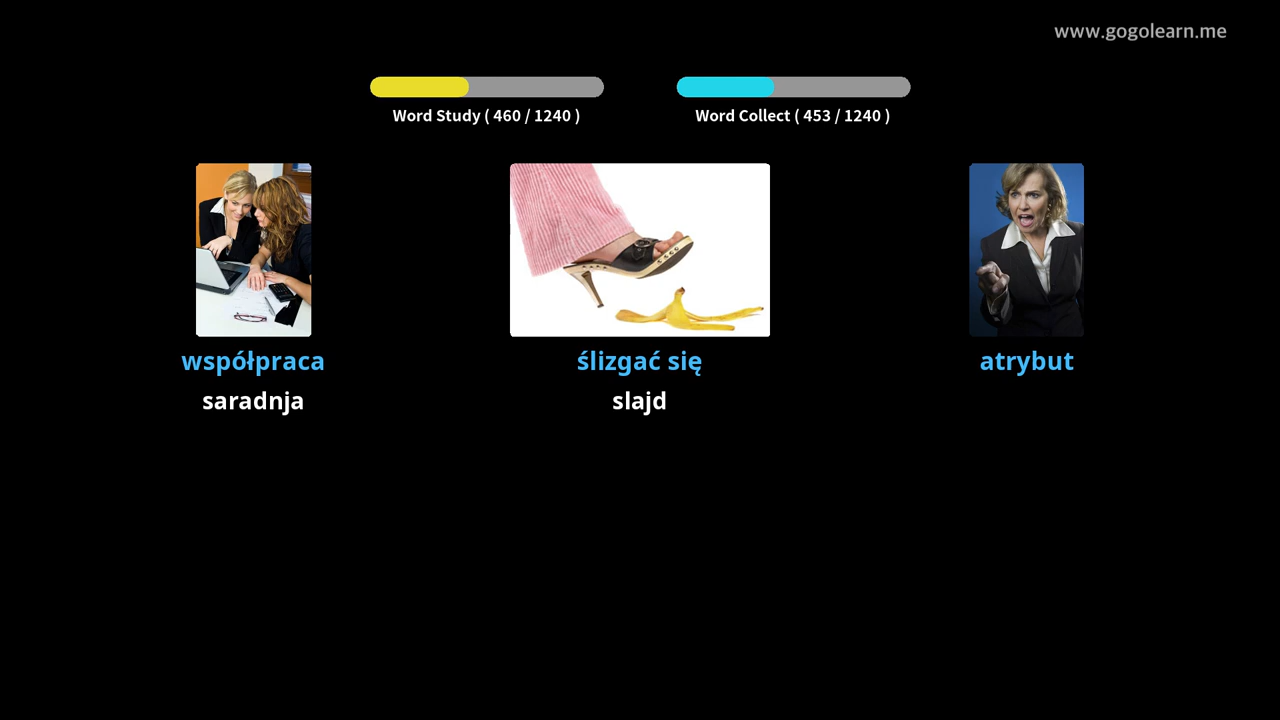 www.gogolearn.me
Word Study ( 460 / 1240 )
Word Collect ( 453 / 1240 )
współpraca
saradnja
ślizgać się
slajd
atrybut